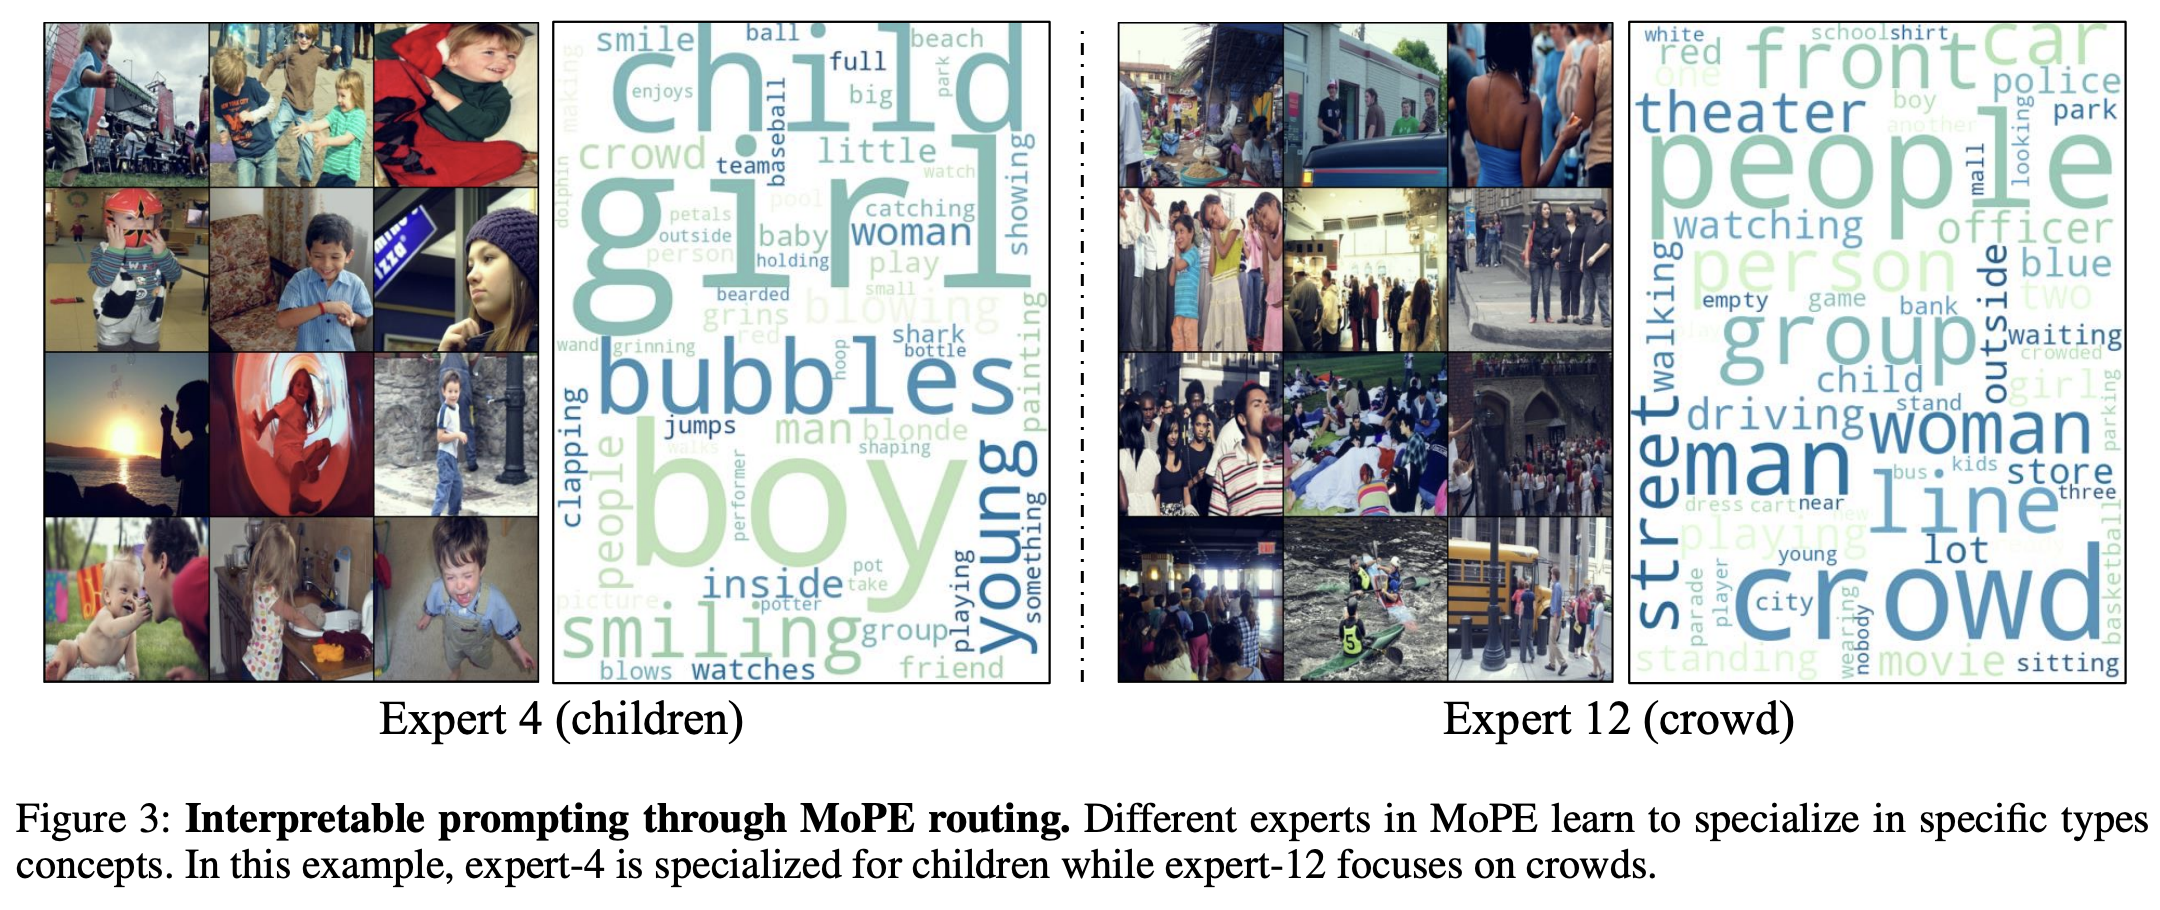 smile
ball
beach
making
child
full
enjoys
big
park
baseball
crowd
team
little
dolphin
watch
showing
girl
pool
petals
catching
outside
baby
woman
person
holding
play
bearded
small
grins
blowing
red
shark
wand
grinning
hoop
bottle
painting
bubbles
clapping
jumps
man
blonde
walks
shaping
people
boy
performer
young
something
inside
pot
take
picture
potter
playing
smiling
group
blows
watches
friend
NEW YORK CITY
5
EXIT
white
school
shirt
car
red
front
one
police
theater
boy
park
another
looking
people
mall
watching
officer
walking
person
outside
blue
empty
game
bank
two
play
group
waiting
crowded
child
girl
street
driving
stand
woman
parking
man
bus
kids
store
line
three
dress
cart
near
new
playing
young
lot
basketball
parade
player
crowd
city
wearing
nobody
standing
movie
sitting
Expert 4 (children)
Expert 12 (crowd)
Figure 3: Interpretable prompting through MoPE routing. Different experts in MoPE learn to specialize in specific types
concepts. In this example, expert-4 is specialized for children while expert-12 focuses on crowds.